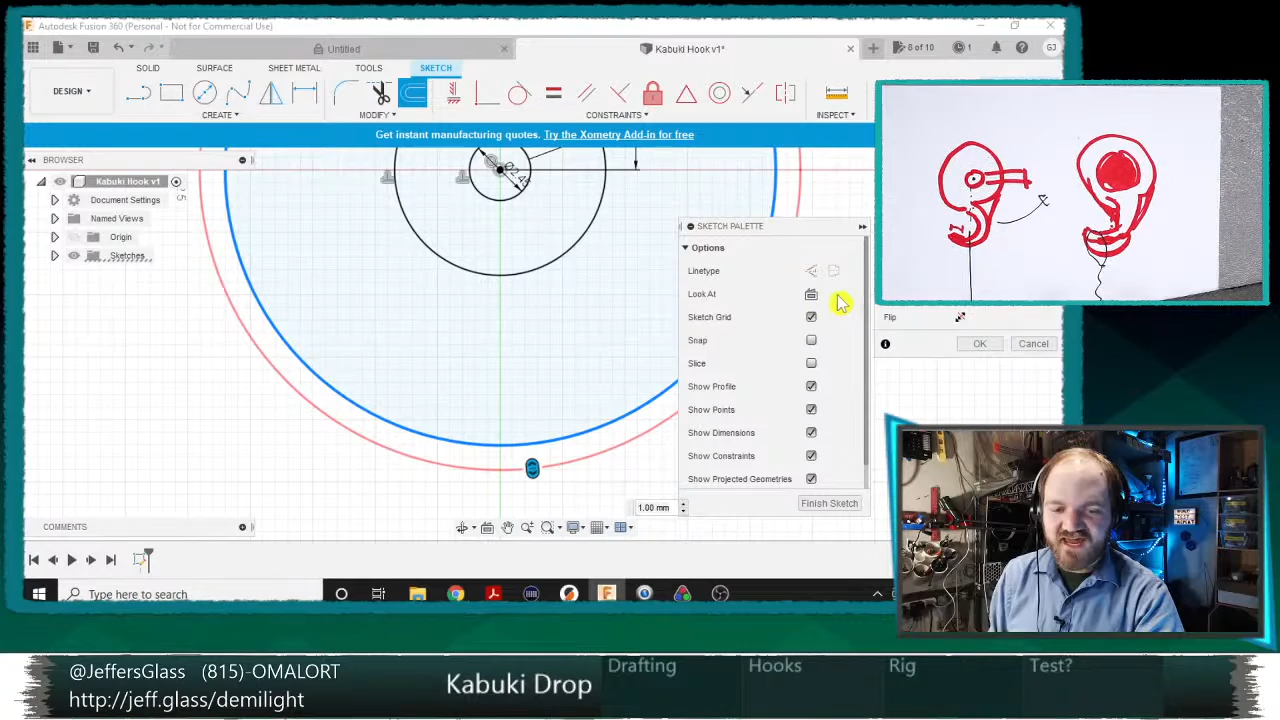 Autodesk Fusion 360 (Personal - Not for Commercial Use)
Untitled
Kabuki Hook v1*
8 of 10
1
GJ
SOLID
SURFACE
SHEET METAL
TOOLS
SKETCH
DESIGN
CREATE
MODIFY
CONSTRAINTS
INSPECT
Get instant manufacturing quotes. Try the Xometry Add-in for free
BROWSER
Kabuki Hook v1
Document Settings
Named Views
Origin
Sketches
SKETCH PALETTE
Options
Linetype
Look At
Sketch Grid
Snap
Slice
Show Profile
Show Points
Show Dimensions
Show Constraints
Show Projected Geometries
1.00 mm
Finish Sketch
Flip
OK
Cancel
COMMENTS
Type here to search
@JeffersGlass (815)-OMALORT
http://jeff.glass/demilight
Kabuki Drop
Drafting
Hooks
Rig
Test?